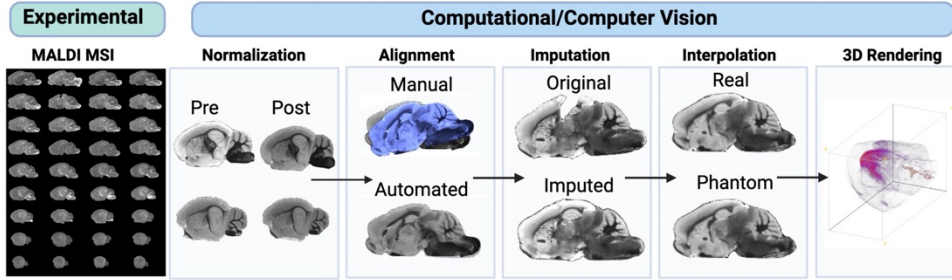 Experimental
Computational/Computer Vision
MALDI MSI
Normalization
Alignment
Imputation
Interpolation
3D Rendering
Pre
Post
Manual
Automated
Original
Imputed
Real
Phantom